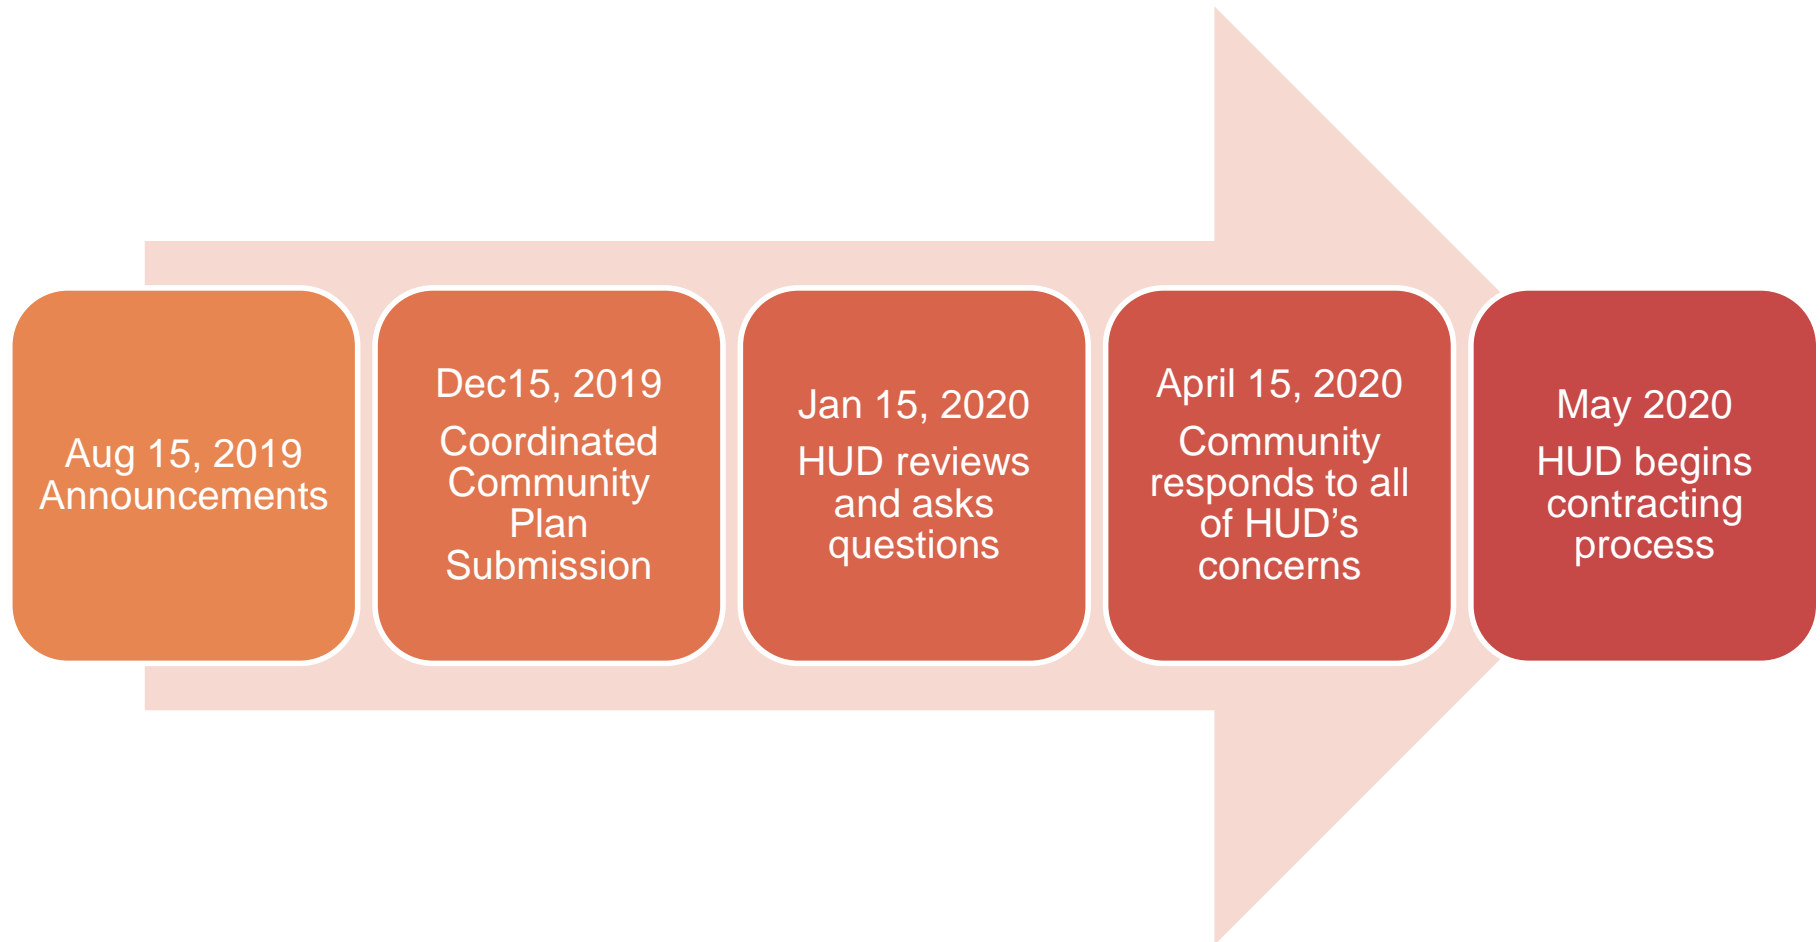 Aug 15, 2019
Announcements
Dec15, 2019
Coordinated
Community
Plan
Submission
Jan 15, 2020
HUD reviews
and asks
questions
April 15, 2020
Community
responds to all
of HUD’s
concerns
May 2020
HUD begins
contracting
process